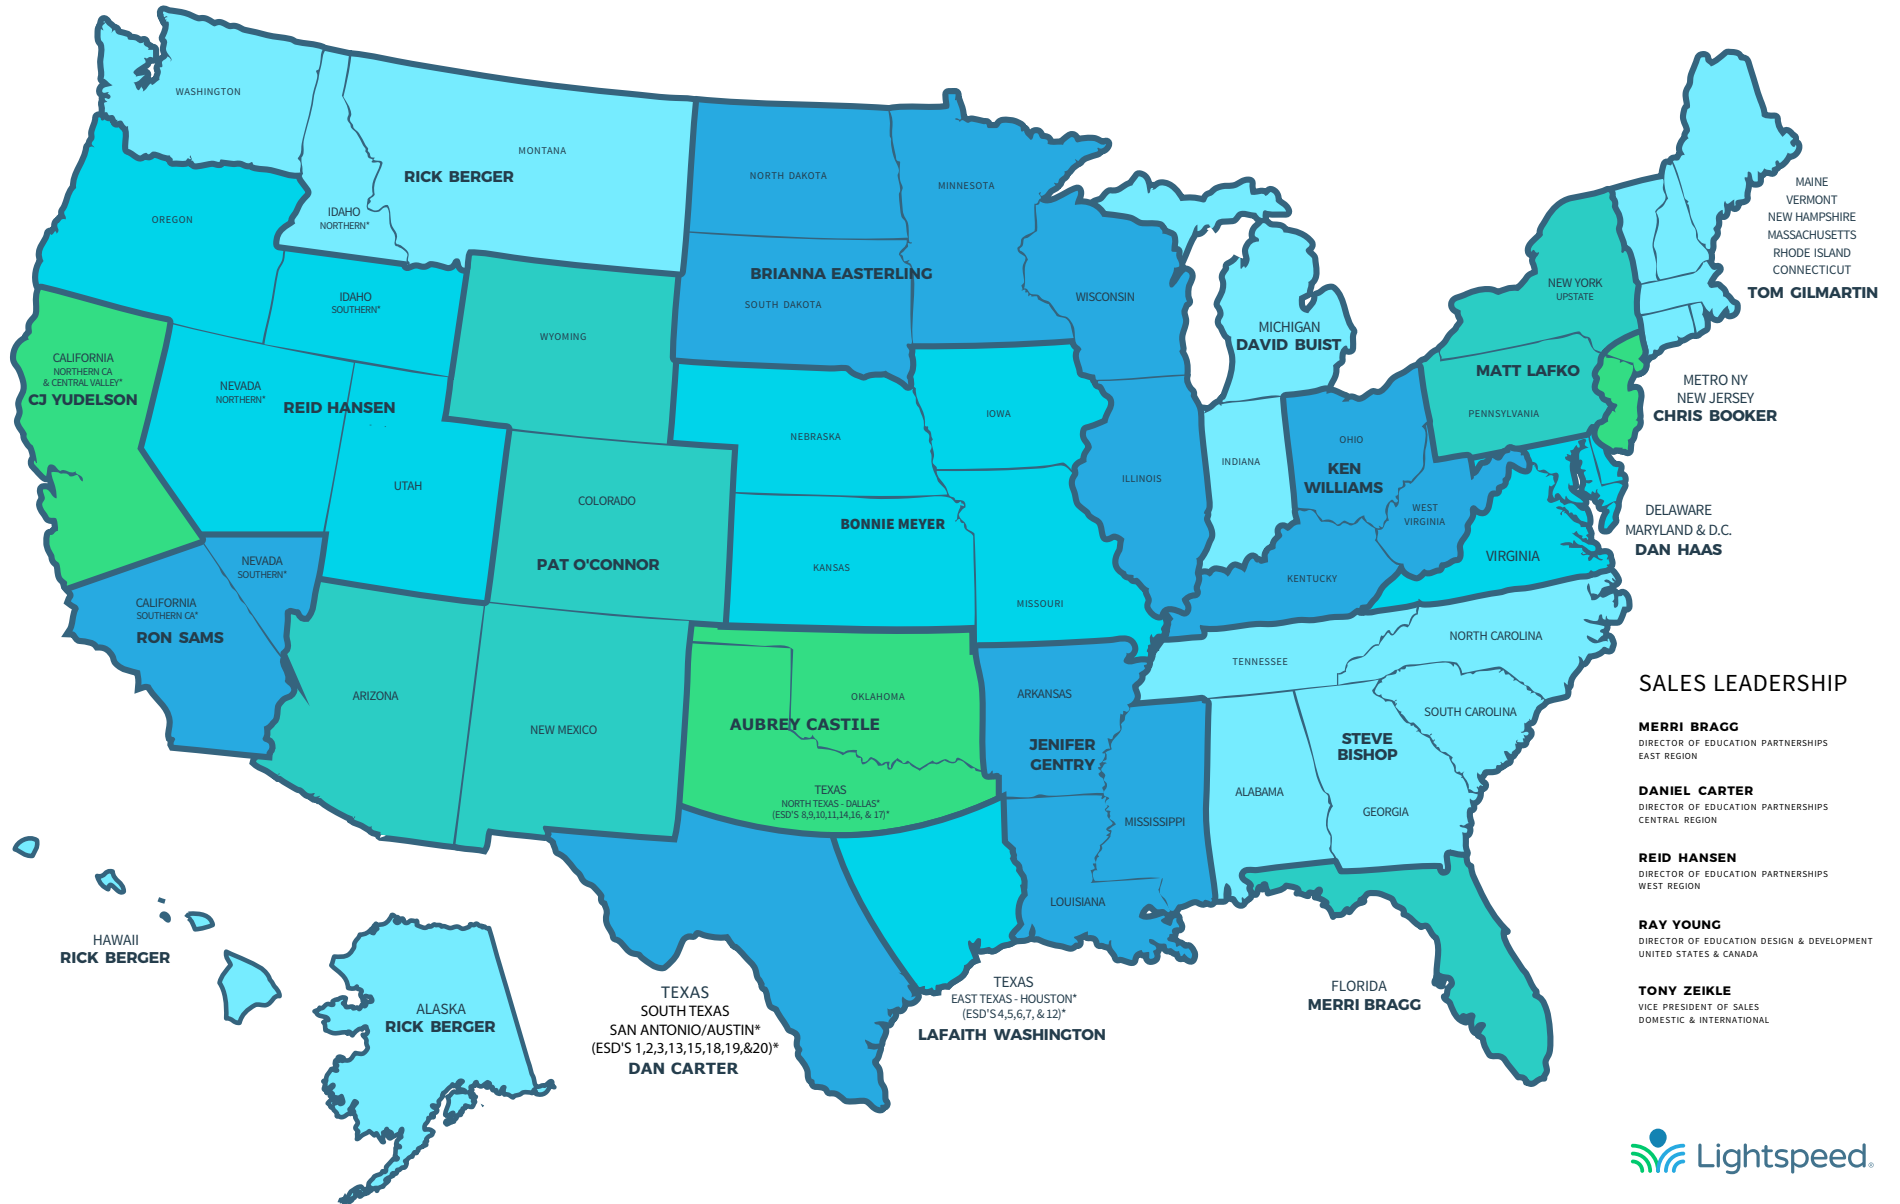 WASHINGTON
MONTANA
RICK BERGER
IDAHO
NORTHERN*
OREGON
IDAHO
SOUTHERN*
CALIFORNIA
NORTHERN CA
& CENTRAL VALLEY*
CJ YUDELSON
NEVADA
NORTHERN*
REID HANSEN
UTAH
NEVADA
SOUTHERN*
CALIFORNIA
SOUTHERN CA*
RON SAMS
WYOMING
COLORADO
PAT O'CONNOR
ARIZONA
NEW MEXICO
NORTH DAKOTA
MINNESOTA
BRIANNA EASTERLING
SOUTH DAKOTA
WISCONSIN
ILLINOIS
IOWA
NEBRASKA
BONNIE MEYER
KANSAS
MISSOURI
OKLAHOMA
AUBREY CASTILE
TEXAS
NORTH TEXAS - DALLAS*
(ESD'S 8,9,10,11,14,16, & 17)*
ARKANSAS
JENIFER
GENTRY
MISSISSIPPI
LOUISIANA
MICHIGAN
DAVID BUIST
INDIANA
OHIO
KEN
WILLIAMS
WEST
VIRGINIA
KENTUCKY
VIRGINIA
TENNESSEE
NORTH CAROLINA
SOUTH CAROLINA
STEVE
BISHOP
ALABAMA
GEORGIA
NEW YORK
UPSTATE
MATT LAFKO
PENNSYLVANIA
MAINE
VERMONT
NEW HAMPSHIRE
MASSACHUSETTS
RHODE ISLAND
CONNECTICUT
TOM GILMARTIN
METRO NY
NEW JERSEY
CHRIS BOOKER
DELAWARE
MARYLAND & D.C.
DAN HAAS
HAWAII
RICK BERGER
ALASKA
RICK BERGER
TEXAS
SOUTH TEXAS
SAN ANTONIO/AUSTIN*
(ESD'S 1,2,3,13,15,18,19,&20)*
DAN CARTER
TEXAS
EAST TEXAS - HOUSTON*
(ESD'S 4,5,6,7, & 12)*
LAFAITH WASHINGTON
FLORIDA
MERRI BRAGG
SALES LEADERSHIP
MERRI BRAGG
DIRECTOR OF EDUCATION PARTNERSHIPS
EAST REGION
DANIEL CARTER
DIRECTOR OF EDUCATION PARTNERSHIPS
CENTRAL REGION
REID HANSEN
DIRECTOR OF EDUCATION PARTNERSHIPS
WEST REGION
RAY YOUNG
DIRECTOR OF EDUCATION DESIGN & DEVELOPMENT
UNITED STATES & CANADA
TONY ZEIKLE
VICE PRESIDENT OF SALES
DOMESTIC & INTERNATIONAL
Lightspeed®